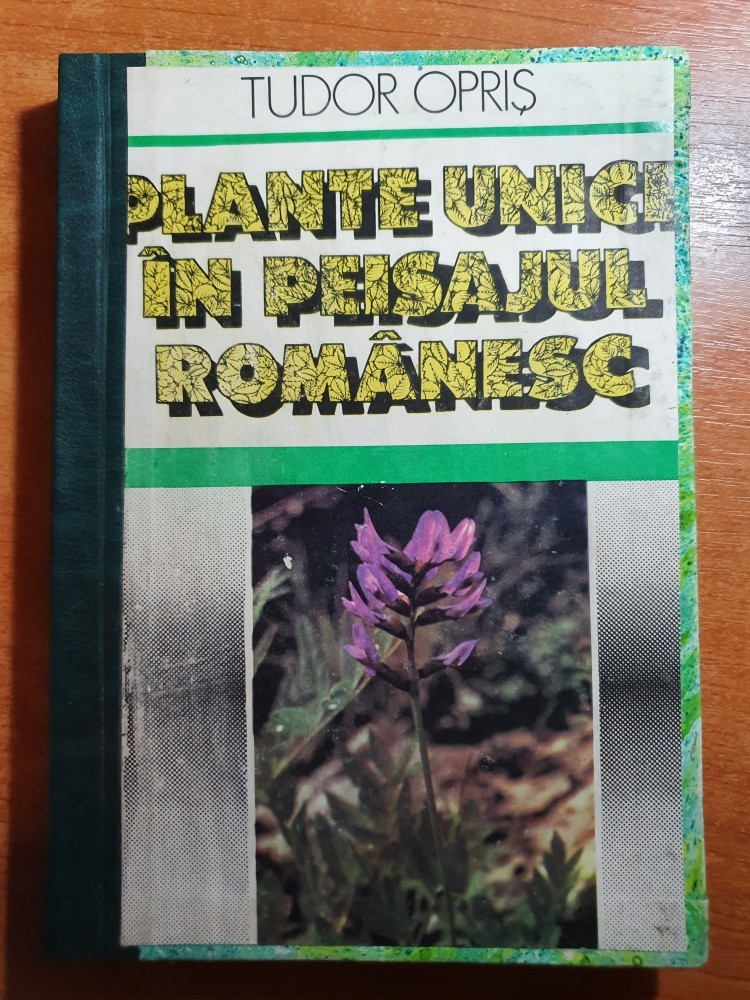 TUDOR OPRIȘ
PLANTE UNICE
ÎN PEISAJUL
ROMÂNESC